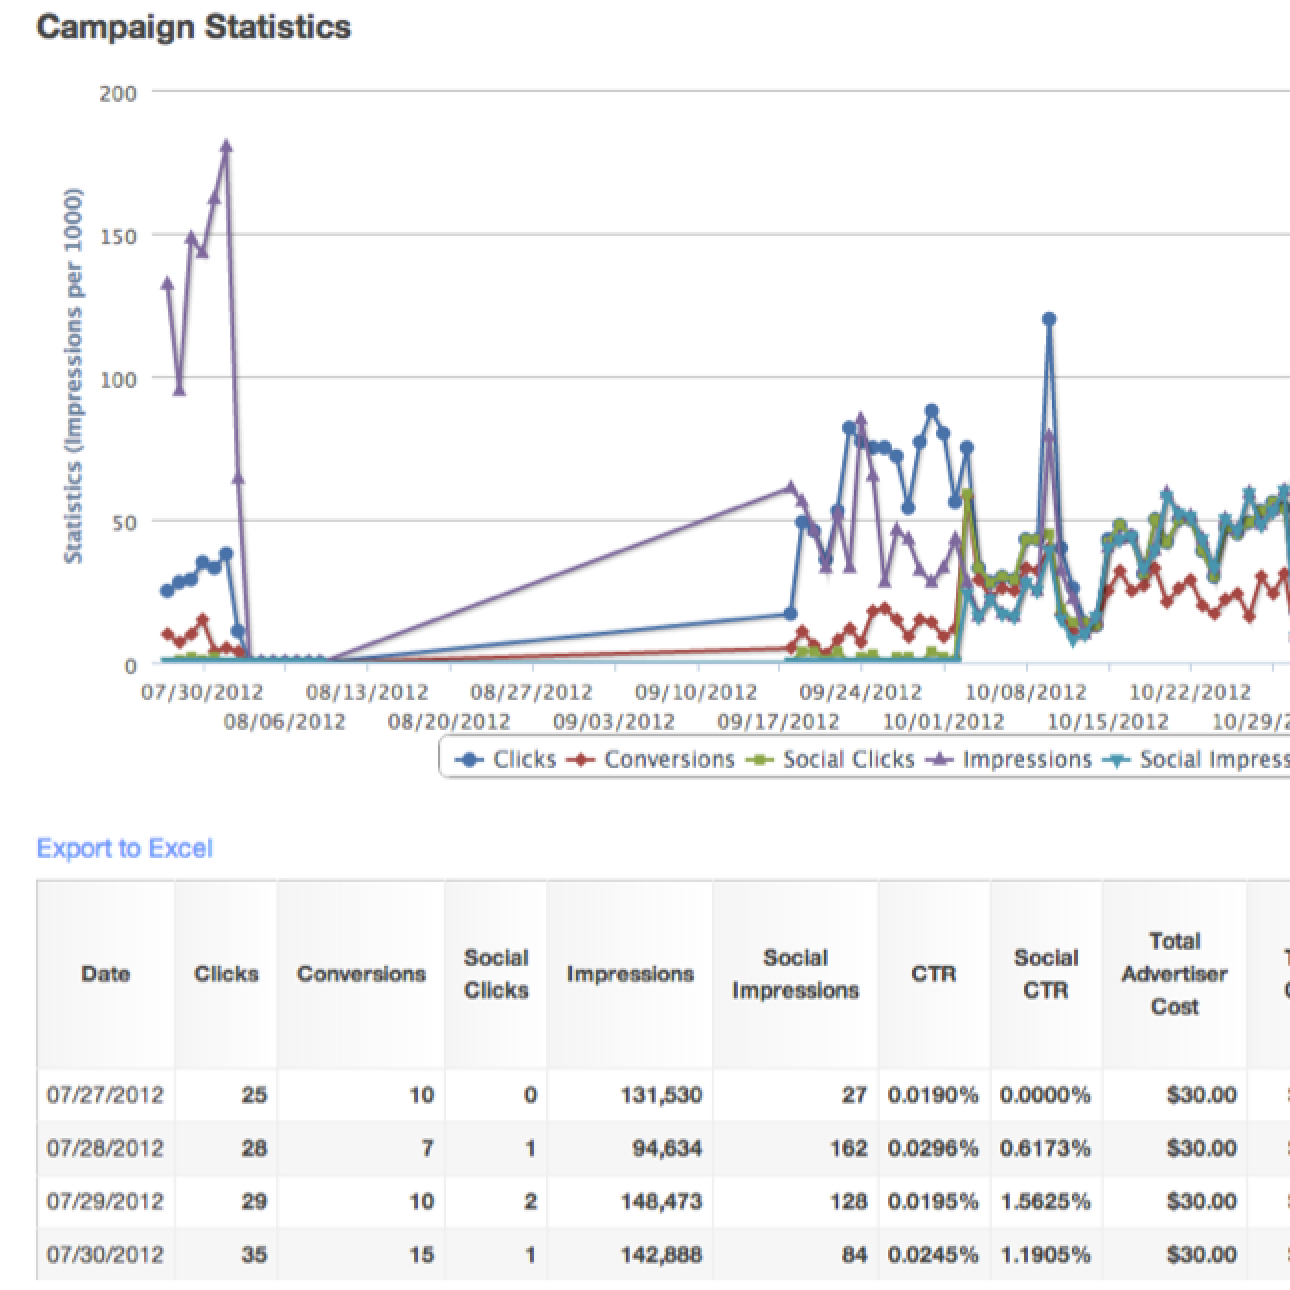 Campaign Statistics
200
150
100
50
0
Statistics (Impressions per 1000)
07/30/2012 08/13/2012 08/27/2012 09/10/2012 09/24/2012 10/08/2012 10/22/2012
08/06/2012 08/20/2012 09/03/2012 09/17/2012 10/01/2012 10/15/2012 10/29/2
Clicks Conversions Social Clicks Impressions Social Impress
Export to Excel
Date Clicks Conversions Social Clicks Impressions Social Impressions CTR Social CTR Total Advertiser Cost
07/27/2012 25 10 0 131,530 27 0.0190% 0.0000% $30.00
07/28/2012 28 7 1 94,634 162 0.0296% 0.6173% $30.00
07/29/2012 29 10 2 148,473 128 0.0195% 1.5625% $30.00
07/30/2012 35 15 1 142,888 84 0.0245% 1.1905% $30.00